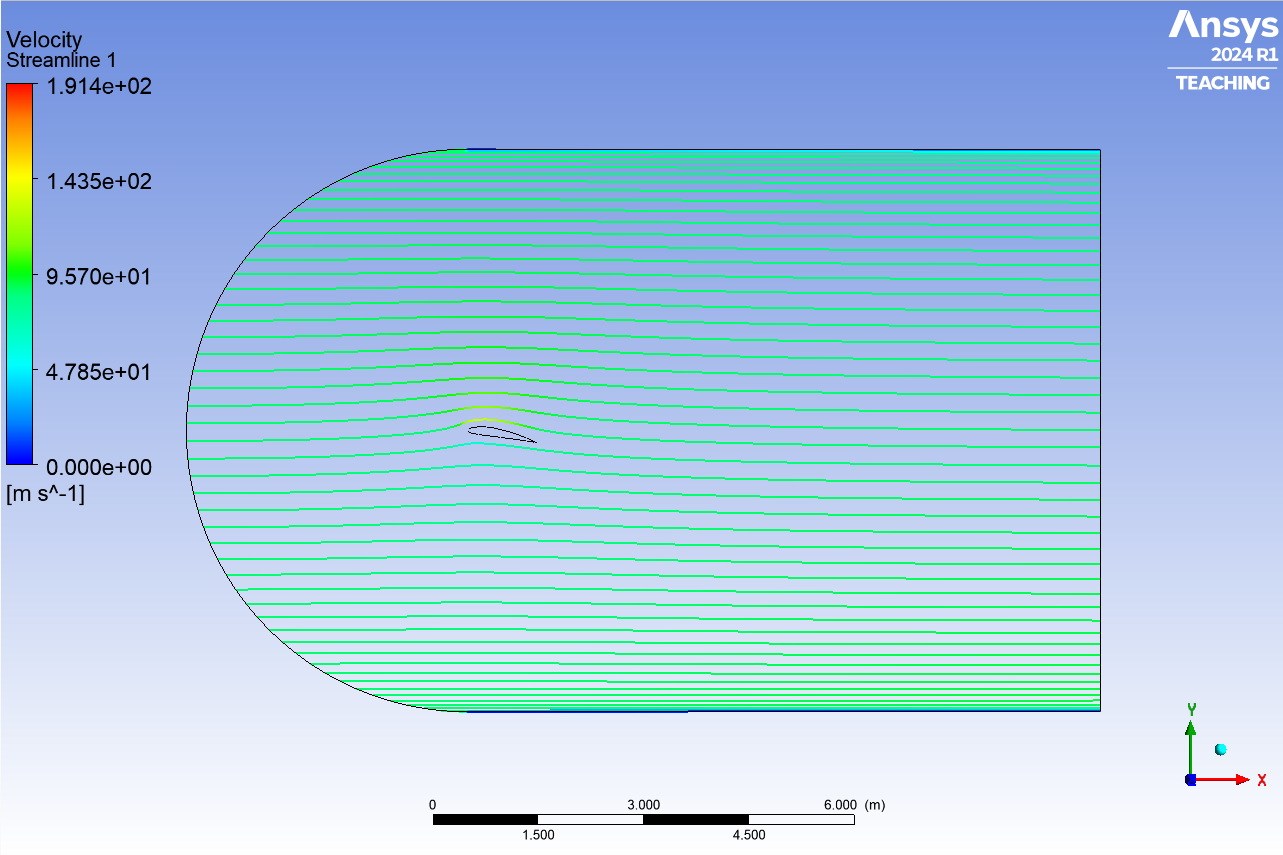 Velocity
Streamline 1
1.914e+02
1.435e+02
9.570e+01
4.785e+01
0.000e+00
[m s^-1]
Ansys
2024 R1
TEACHING
0 3.000 6.000 (m)
1.500 4.500
Y
X